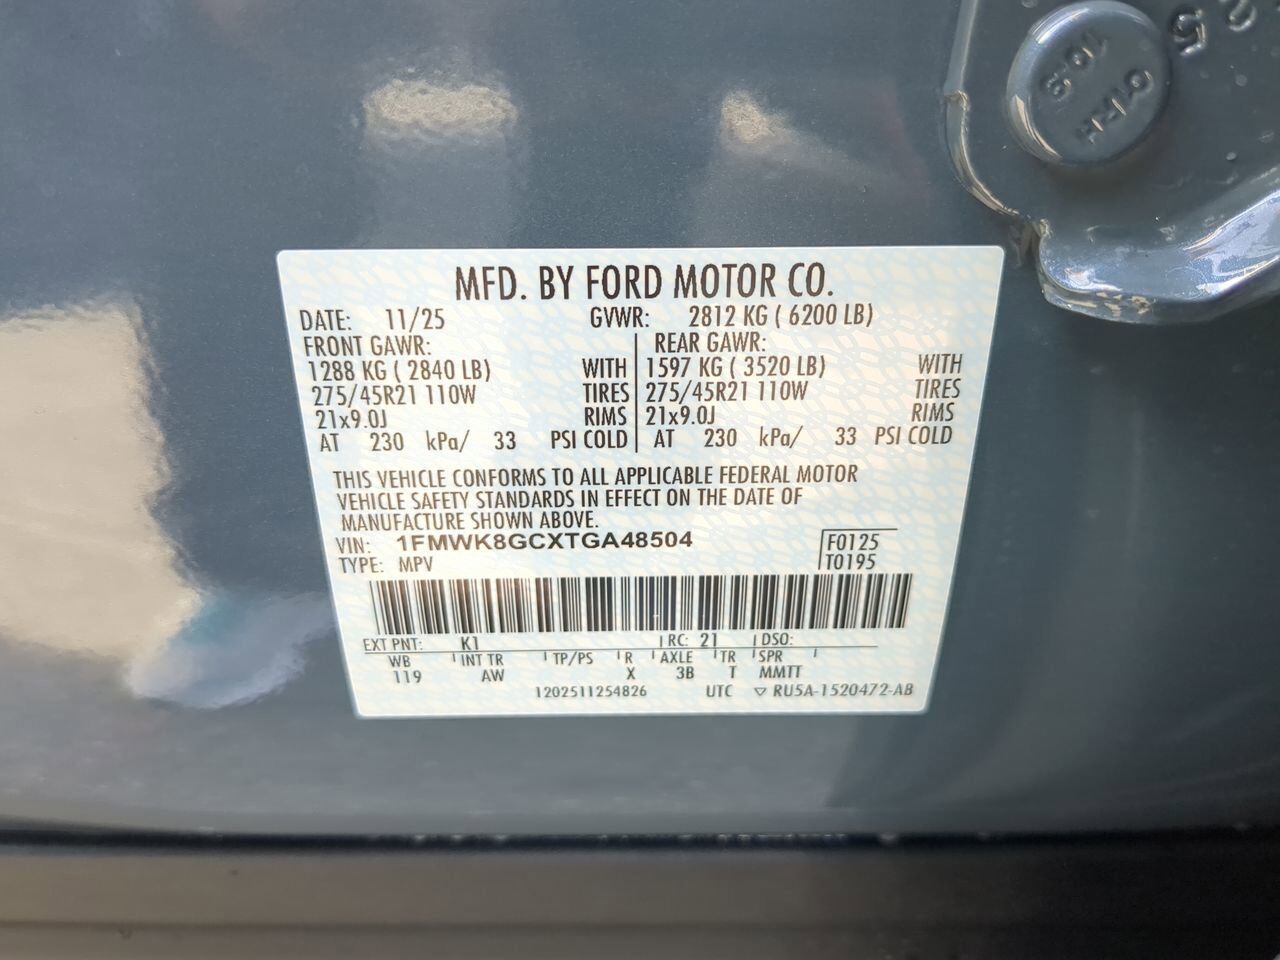 OTRH
10.9
5
MFD. BY FORD MOTOR CO.
DATE: 11/25 GVWR: 2812 KG ( 6200 LB)
FRONT GAWR: REAR GAWR:
1288 KG ( 2840 LB) WITH 1597 KG ( 3520 LB) WITH
275/45R21 110W TIRES 275/45R21 110W TIRES
21x9.0J RIMS 21x9.0J RIMS
AT 230 kPa/ 33 PSI COLD AT 230 kPa/ 33 PSI COLD
THIS VEHICLE CONFORMS TO ALL APPLICABLE FEDERAL MOTOR
VEHICLE SAFETY STANDARDS IN EFFECT ON THE DATE OF
MANUFACTURE SHOWN ABOVE.
VIN: 1FMWK8GCXTGA48504 F0125
TYPE: MPV T0195
EXT PNT: K1 RC: 21 DSO:
WB INT TR TP/PS R AXLE TR SPR
119 AW X 3B T MMTT
1202511254826 UTC ▽ RU5A-1520472-AB